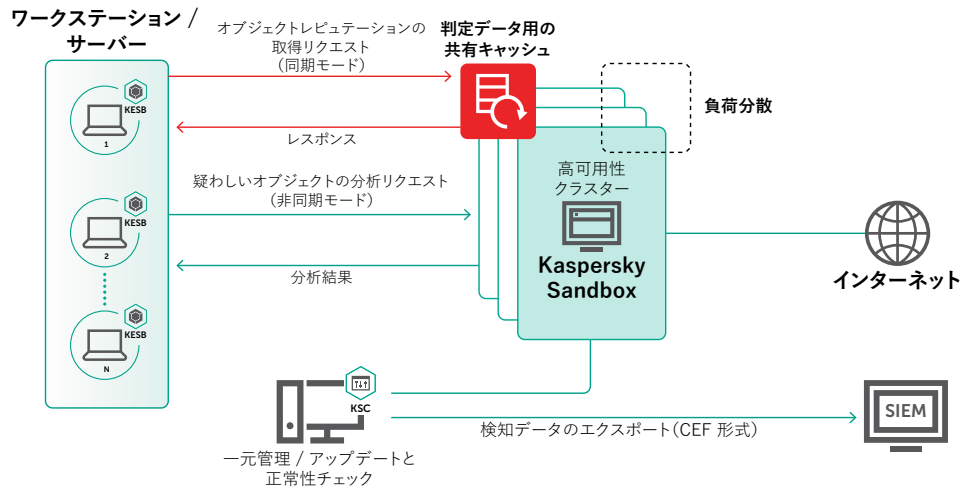 ワークステーション /
サーバー
オブジェクトレピュテーションの
取得リクエスト
(同期モード)
判定データ用の
共有キャッシュ
負荷分散
KESB
1
レスポンス
疑わしいオブジェクトの分析リクエスト
(非同期モード)
高可用性
クラスター
KESB
2
分析結果
Kaspersky
Sandbox
インターネット
KESB
N
KSC
SIEM
検知データのエクスポート(CEF 形式)
一元管理 / アップデートと
正常性チェック